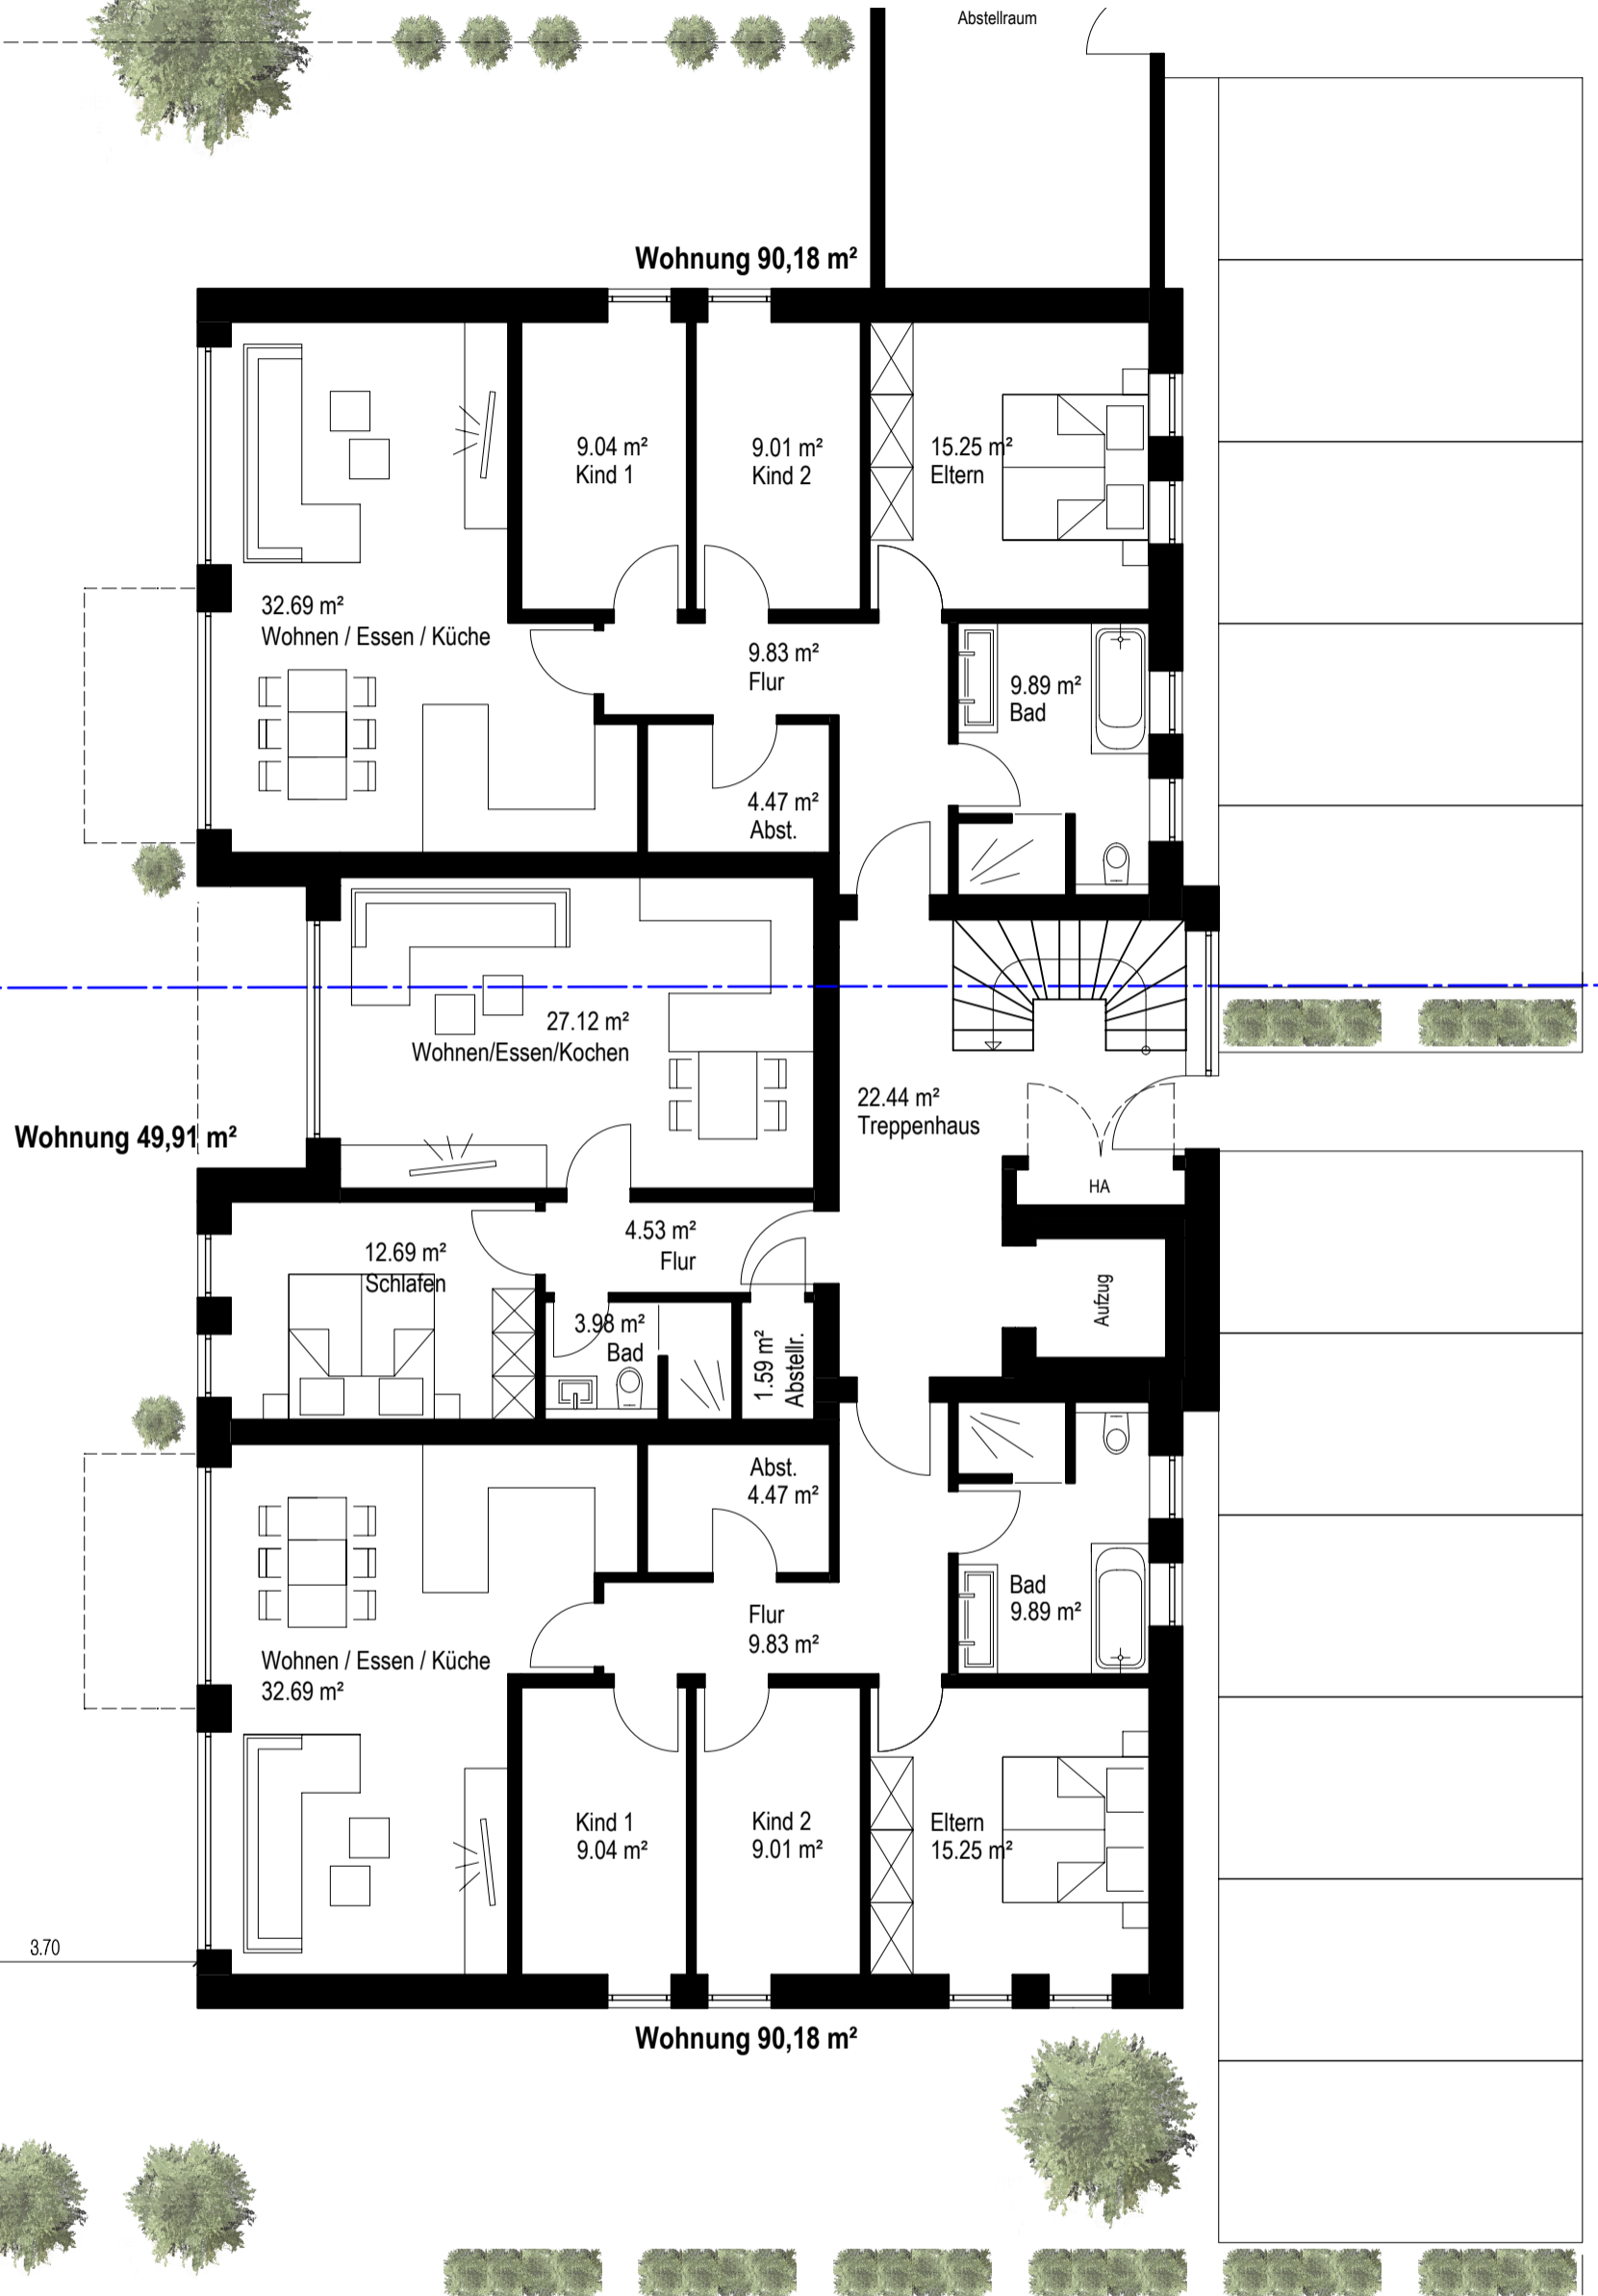 Abstellraum
Wohnung 90,18 m²
9.04 m²
Kind 1
9.01 m²
Kind 2
15.25 m²
Eltern
32.69 m²
Wohnen / Essen / Küche
9.83 m²
Flur
9.89 m²
Bad
4.47 m²
Abst.
27.12 m²
Wohnen/Essen/Kochen
Wohnung 49,91 m²
22.44 m²
Treppenhaus
HA
4.53 m²
Flur
12.69 m²
Schlafen
Aufzug
3.98 m²
Bad
1.59 m²
Abstellr.
Abst.
4.47 m²
Bad
9.89 m²
Flur
9.83 m²
Wohnen / Essen / Küche
32.69 m²
Kind 1
9.04 m²
Kind 2
9.01 m²
Eltern
15.25 m²
3.70
Wohnung 90,18 m²